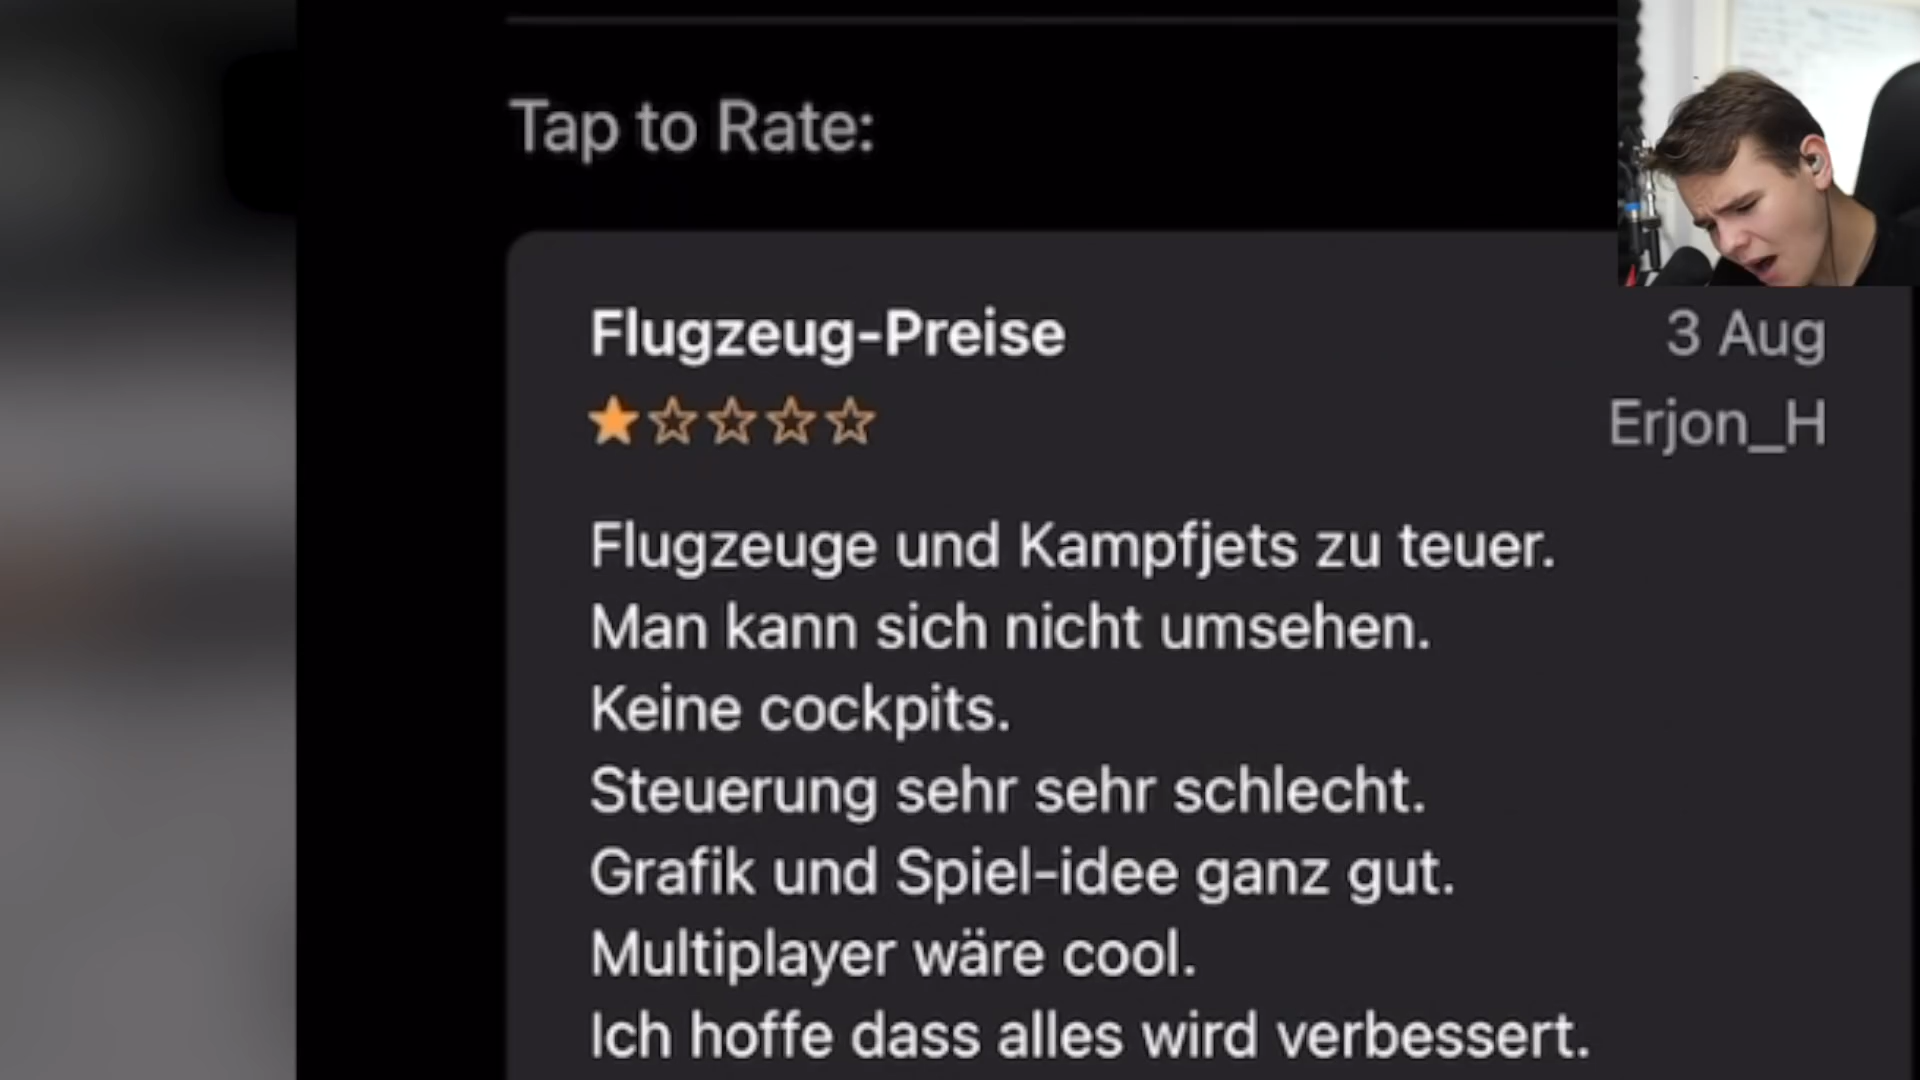 Tap to Rate:
Flugzeug-Preise
3 Aug
★☆☆☆☆
Erjon_H
Flugzeuge und Kampfjets zu teuer.
Man kann sich nicht umsehen.
Keine cockpits.
Steuerung sehr sehr schlecht.
Grafik und Spiel-idee ganz gut.
Multiplayer wäre cool.
Ich hoffe dass alles wird verbessert.